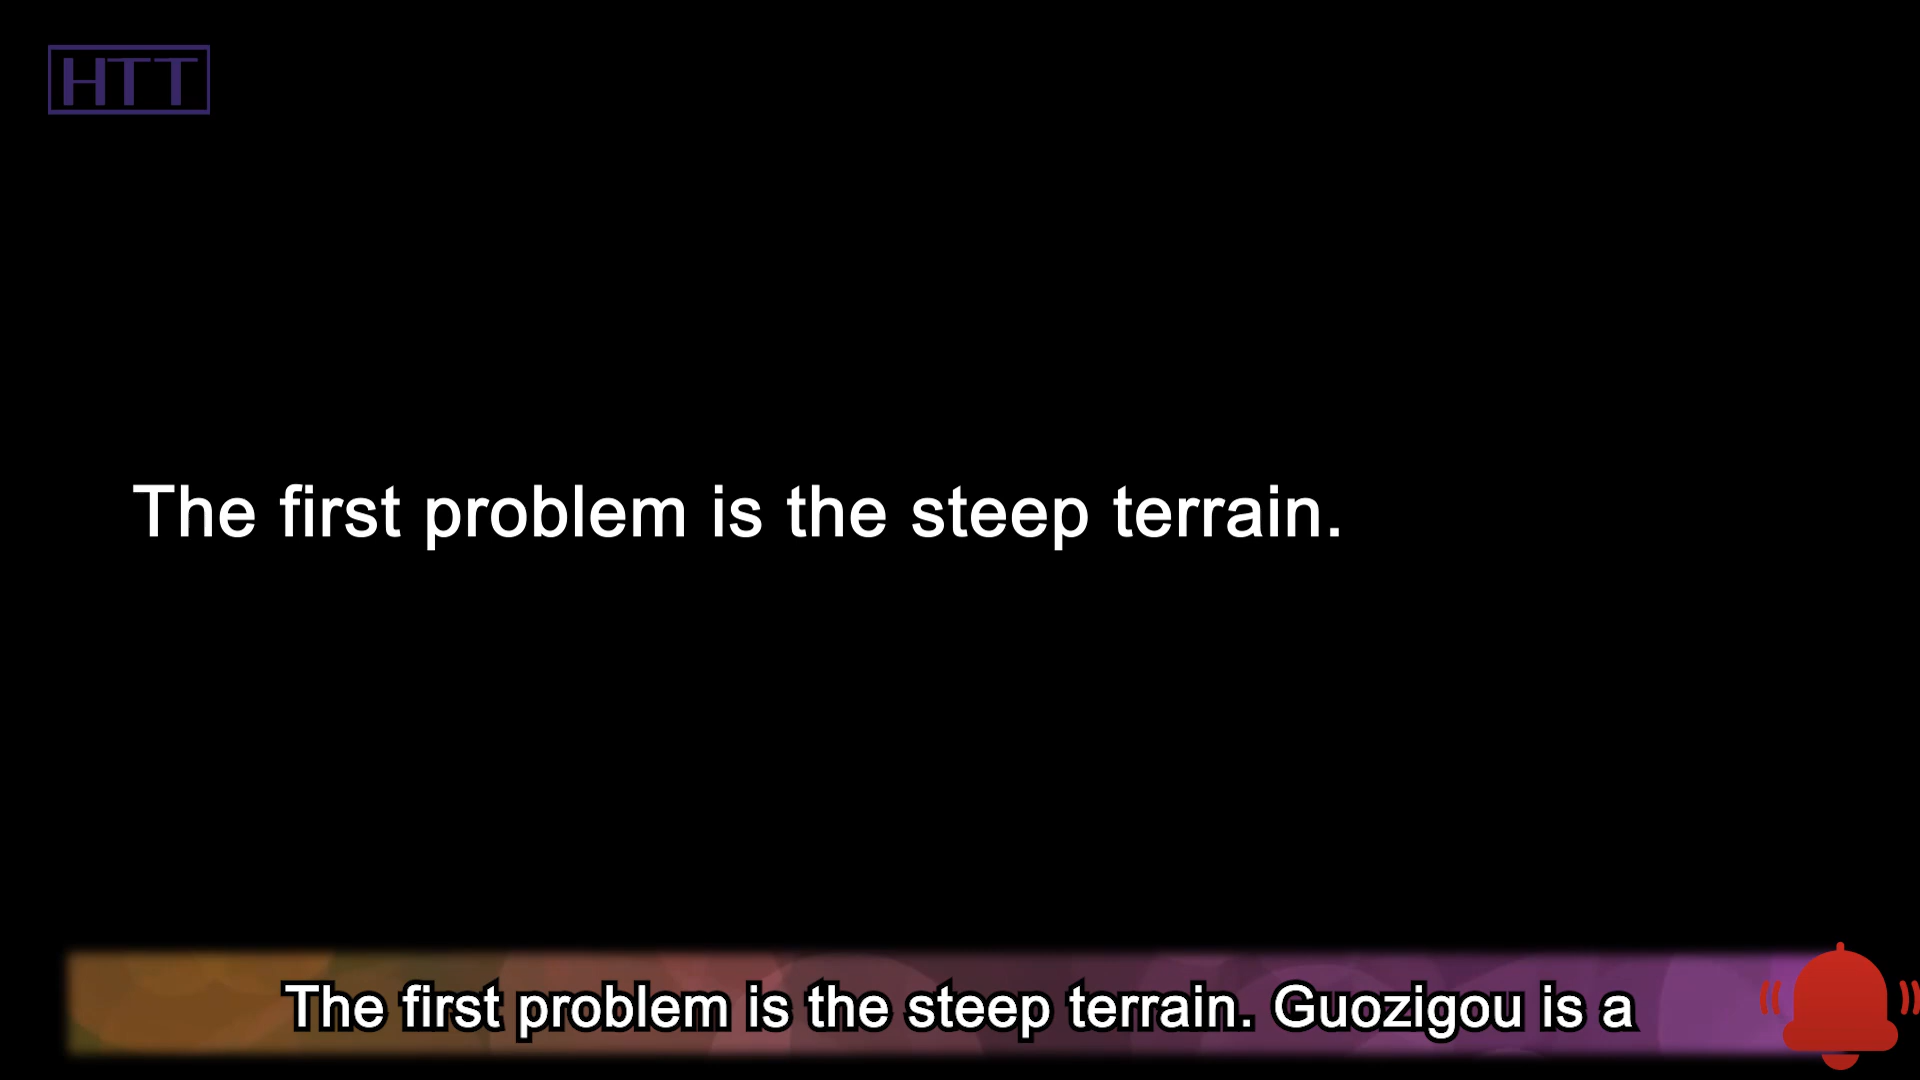 HTT
The first problem is the steep terrain.
The first problem is the steep terrain. Guozigou is a